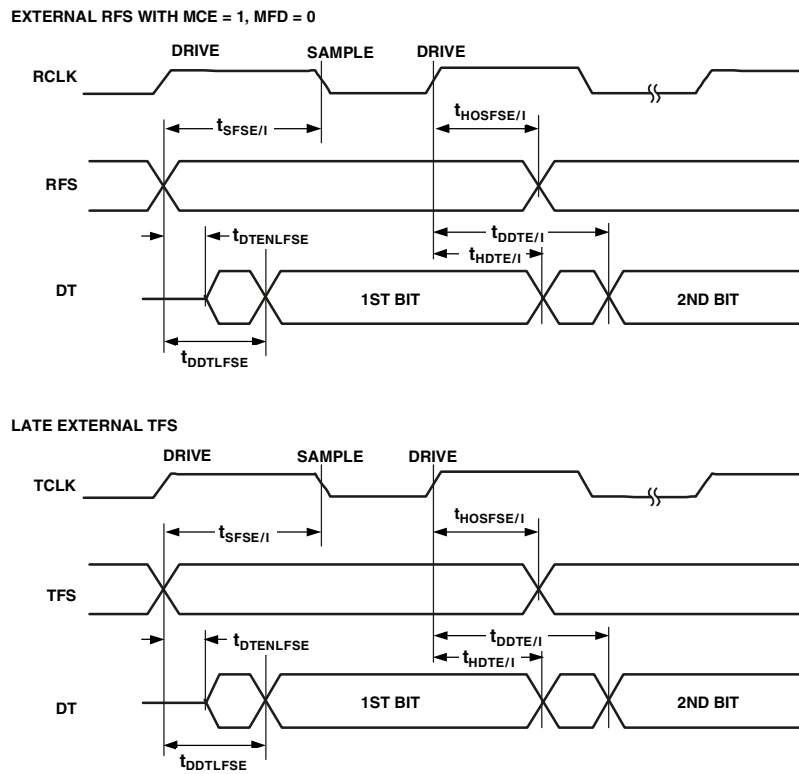 EXTERNAL RFS WITH MCE = 1, MFD = 0
DRIVE SAMPLE DRIVE
RCLK
tSFSE/I tHOSFSE/I
RFS
tDTENLFSE tDDTE/I
tHDTE/I
DT 1ST BIT 2ND BIT
tDDTLFSE
LATE EXTERNAL TFS
DRIVE SAMPLE DRIVE
TCLK
tSFSE/I tHOSFSE/I
TFS
tDTENLFSE tDDTE/I
tHDTE/I
DT 1ST BIT 2ND BIT
tDDTLFSE